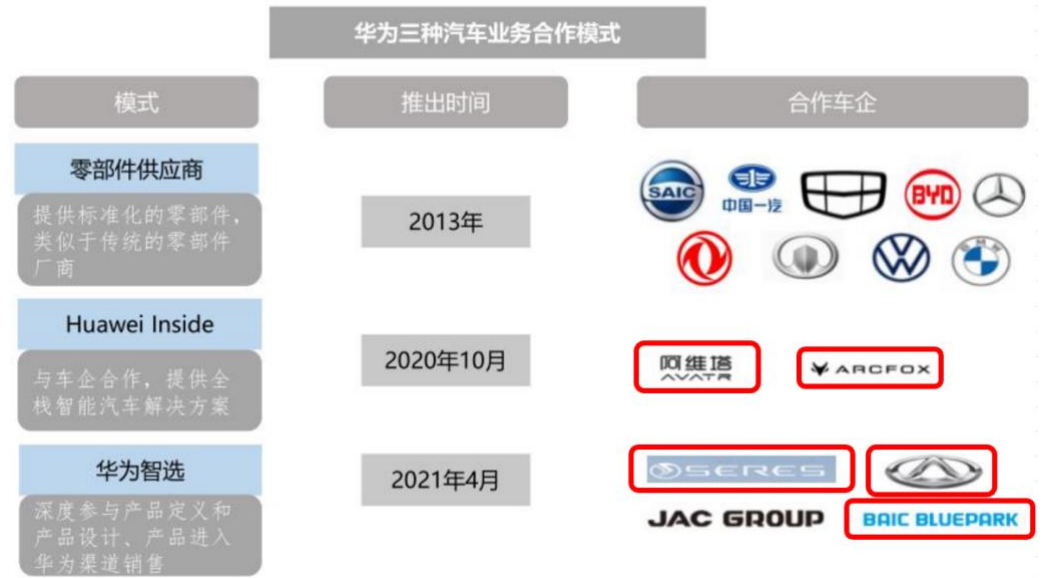 华为三种汽车业务合作模式
模式
推出时间
合作车企
零部件供应商
提供标准化的零部件，
类似于传统的零部件
厂商
2013年
SAIC
中国一汽
BYD
BMW
Huawei Inside
与车企合作，提供全
栈智能汽车解决方案
2020年10月
阿维塔
AVATR
ARCFOX
华为智选
深度参与产品定义和
产品设计、产品进入
华为渠道销售
2021年4月
SERES
JAC GROUP
BAIC BLUEPARK